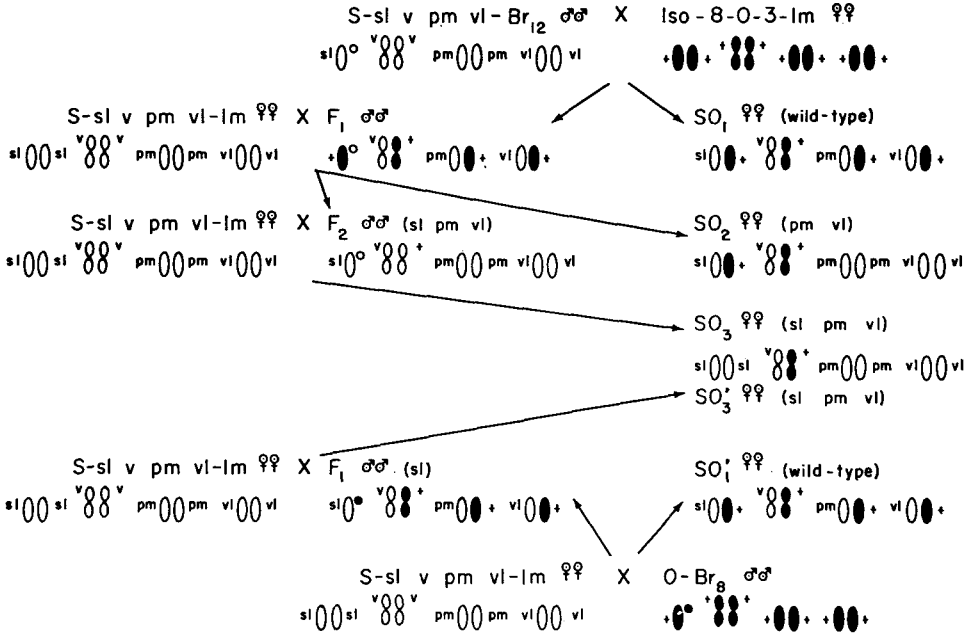 S-sl v pm vl-Br12 ♂♂ X Iso-8-0-3-Im ♀♀
sl v v pm pm vl vl + + + + + + + +
S-sl v pm vl-Im ♀♀ X F1 ♂♂ SO1 ♀♀ (wild-type)
sl sl v v pm pm vl vl + v + pm + vl + sl + v + pm + vl +
S-sl v pm vl-Im ♀♀ X F2 ♂♂ (sl pm vl) SO2 ♀♀ (pm vl)
sl sl v v pm pm vl vl sl v + pm pm vl vl sl + v + pm pm vl vl
SO3 ♀♀ (sl pm vl)
sl sl v + pm pm vl vl
SO3' ♀♀ (sl pm vl)
S-sl v pm vl-Im ♀♀ X F1 ♂♂ (sl) SO1' ♀♀ (wild-type)
sl sl v v pm pm vl vl sl v + pm + vl + sl + v + pm + vl +
S-sl v pm vl-Im ♀♀ X O-Br8 ♂♂
sl sl v v pm pm vl vl + + + + + + +